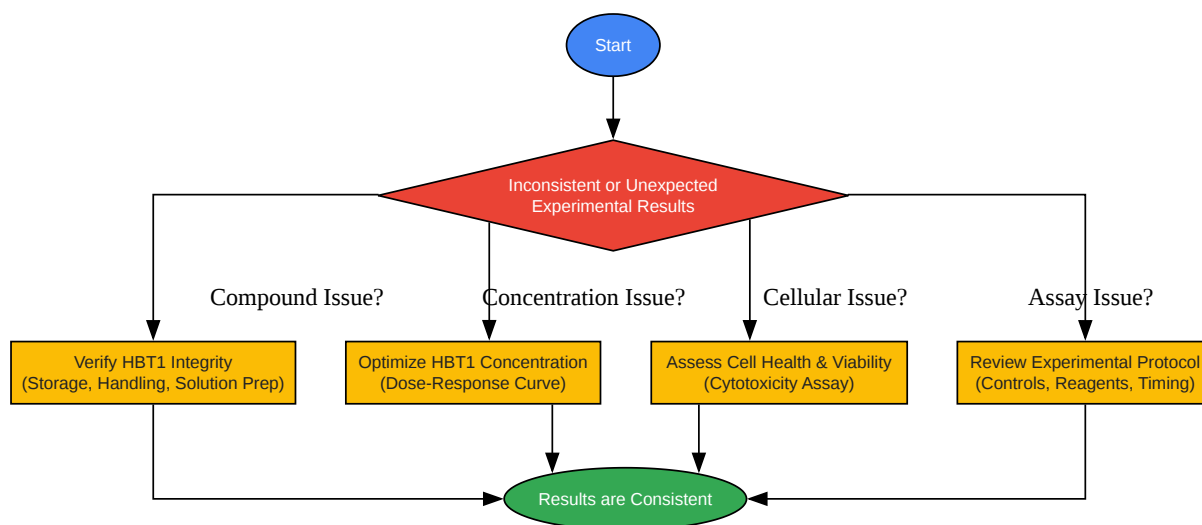 Start
Inconsistent or Unexpected
Experimental Results
Compound Issue?
Concentration Issue?
Cellular Issue?
Assay Issue?
Verify HBT1 Integrity
(Storage, Handling, Solution Prep)
Optimize HBT1 Concentration
(Dose-Response Curve)
Assess Cell Health & Viability
(Cytotoxicity Assay)
Review Experimental Protocol
(Controls, Reagents, Timing)
Results are Consistent